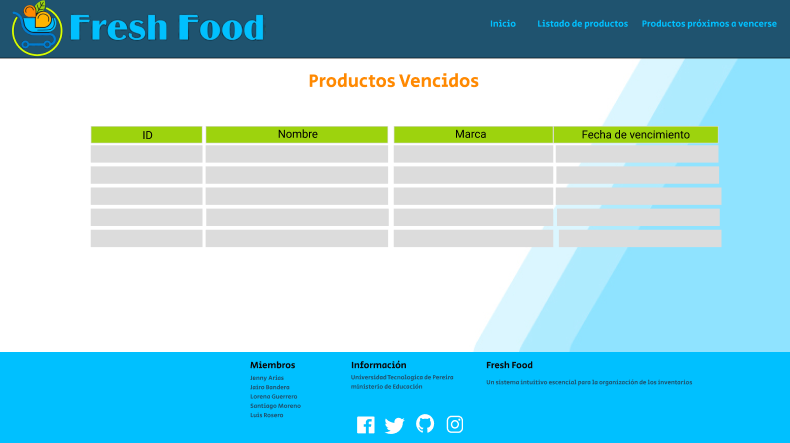 Fresh Food
Inicio
Listado de productos
Productos próximos a vencerse
Productos Vencidos
ID
Nombre
Marca
Fecha de vencimiento
Miembros
Jenny Arias
Jairo Bandera
Lorena Guerrero
Santiago Moreno
Luis Rosero
Información
Universidad Tecnologica de Pereira
ministerio de Educación
Fresh Food
Un sistema intuitivo escencial para la organización de los inventarios